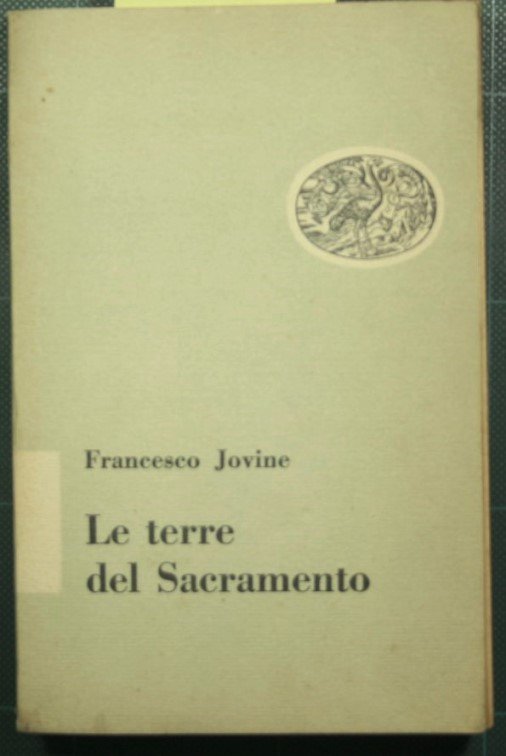 Francesco Jovine
Le terre
del Sacramento